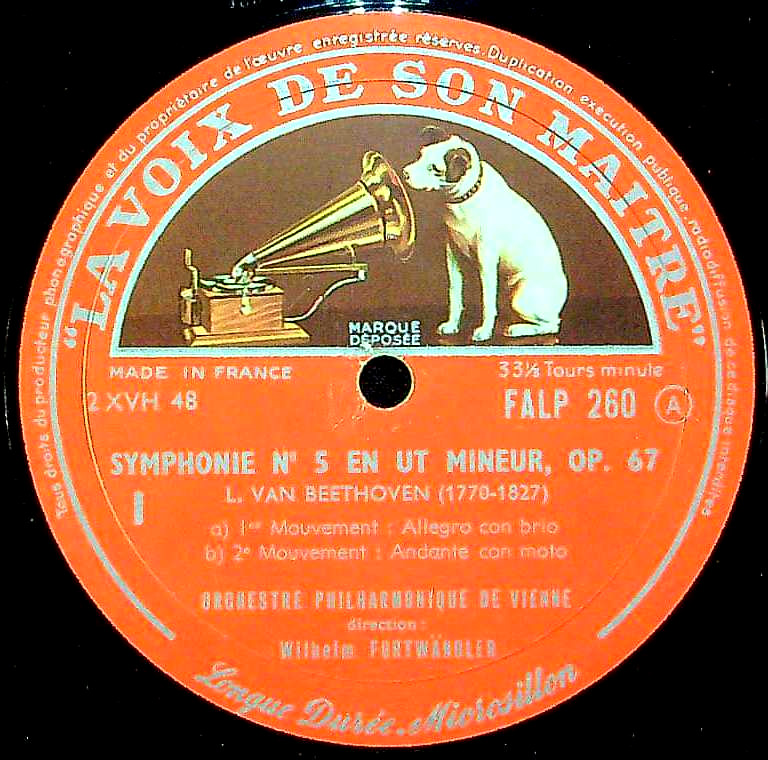 Tous droits du producteur phonographique et du propriétaire de l'œuvre enregistrée réservés. Duplication exécution publique radiodiffusion de ce disque interdites
"LA VOIX DE SON MAITRE"
MARQUE
DÉPOSÉE
MADE IN FRANCE
33⅓ Tours minute
2 XVH 48
FALP 260 A
SYMPHONIE N° 5 EN UT MINEUR, OP. 67
I
L. VAN BEETHOVEN (1770-1827)
a) 1er Mouvement : Allegro con brio
b) 2e Mouvement : Andante con moto
ORCHESTRE PHILHARMONIQUE DE VIENNE
direction :
Wilhelm FURTWÄNGLER
Longue Durée. Microsillon